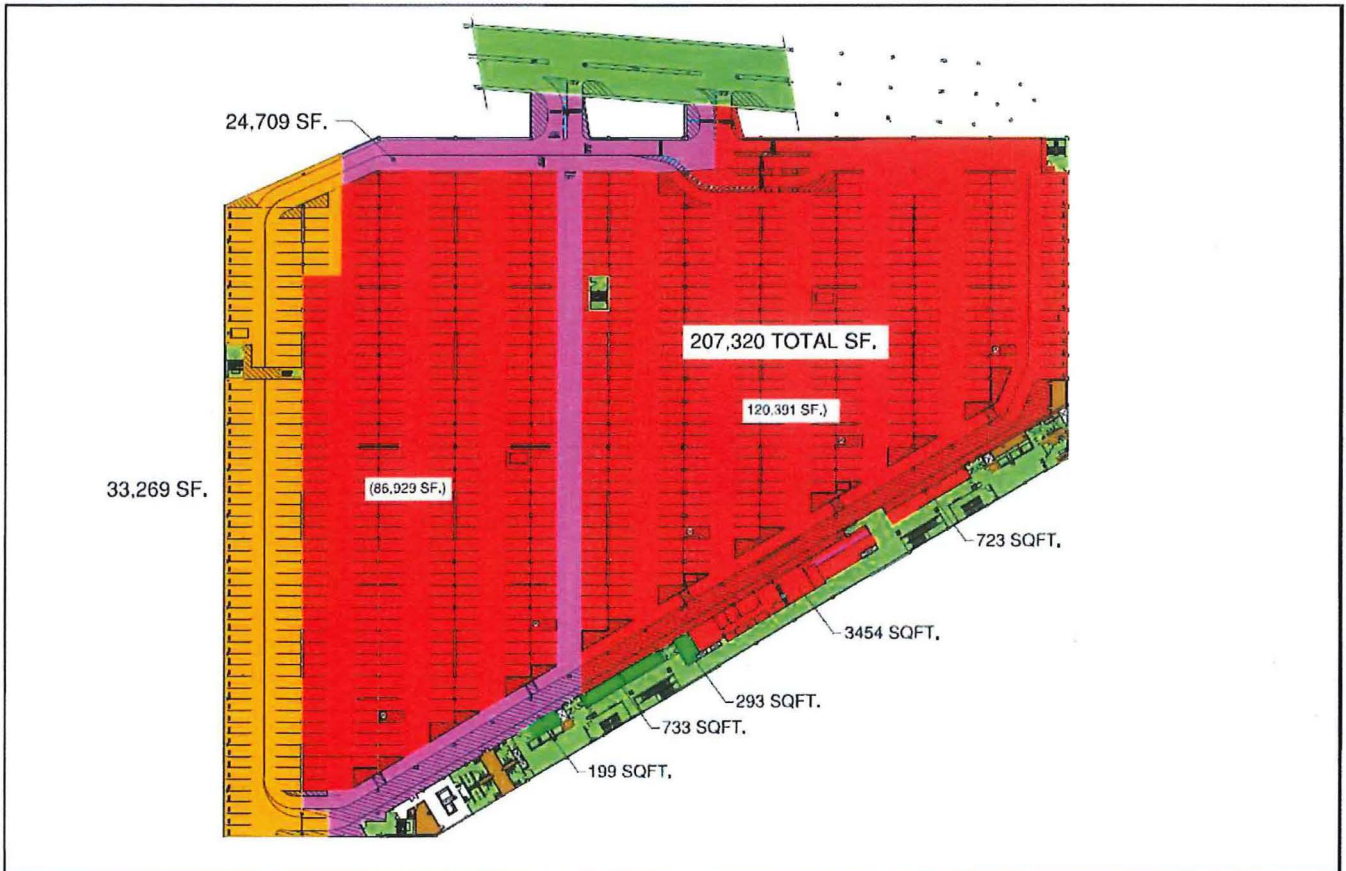 24,709 SF.
207,320 TOTAL SF.
120,391 SF.)
(86,929 SF.)
33,269 SF.
723 SQFT.
3454 SQFT.
293 SQFT.
733 SQFT.
199 SQFT.